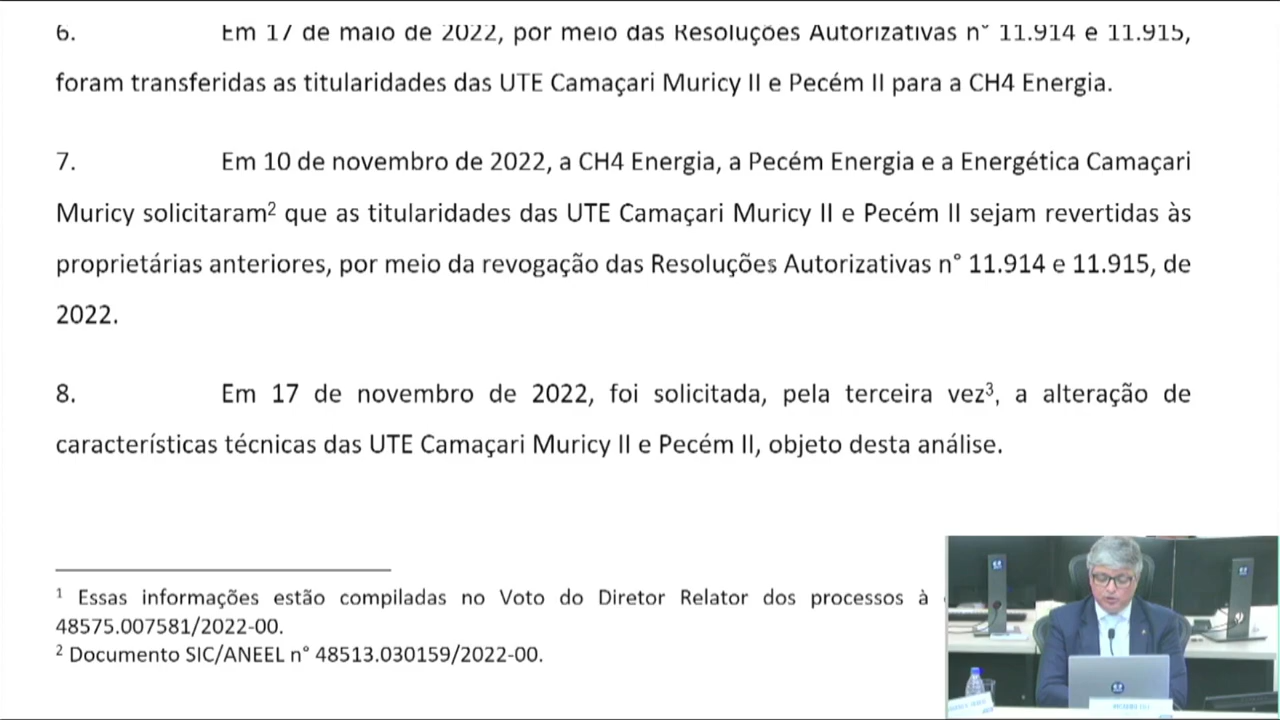 6. Em 17 de maio de 2022, por meio das Resoluções Autorizativas n° 11.914 e 11.915,
foram transferidas as titularidades das UTE Camaçari Muricy II e Pecém II para a CH4 Energia.
7. Em 10 de novembro de 2022, a CH4 Energia, a Pecém Energia e a Energética Camaçari
Muricy solicitaram² que as titularidades das UTE Camaçari Muricy II e Pecém II sejam revertidas às
proprietárias anteriores, por meio da revogação das Resoluções Autorizativas n° 11.914 e 11.915, de
2022.
8. Em 17 de novembro de 2022, foi solicitada, pela terceira vez³, a alteração de
características técnicas das UTE Camaçari Muricy II e Pecém II, objeto desta análise.
¹ Essas informações estão compiladas no Voto do Diretor Relator dos processos à
48575.007581/2022-00.
² Documento SIC/ANEEL n° 48513.030159/2022-00.